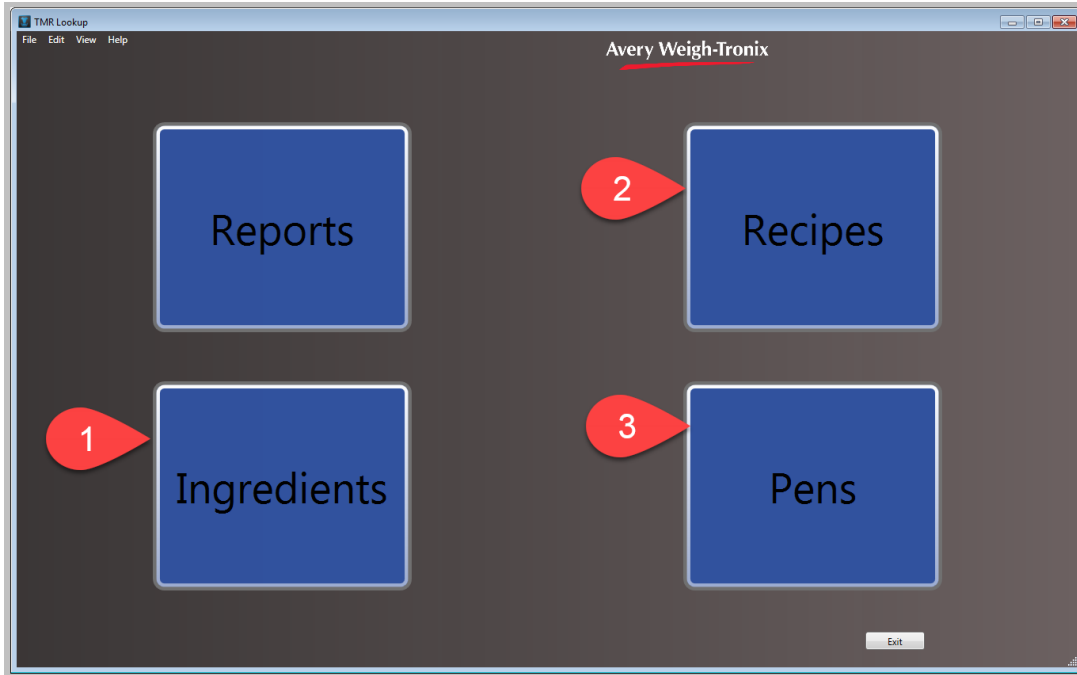 TMR Lookup
File Edit View Help
Avery Weigh-Tronix
Reports
2
Recipes
1
Ingredients
3
Pens
Exit